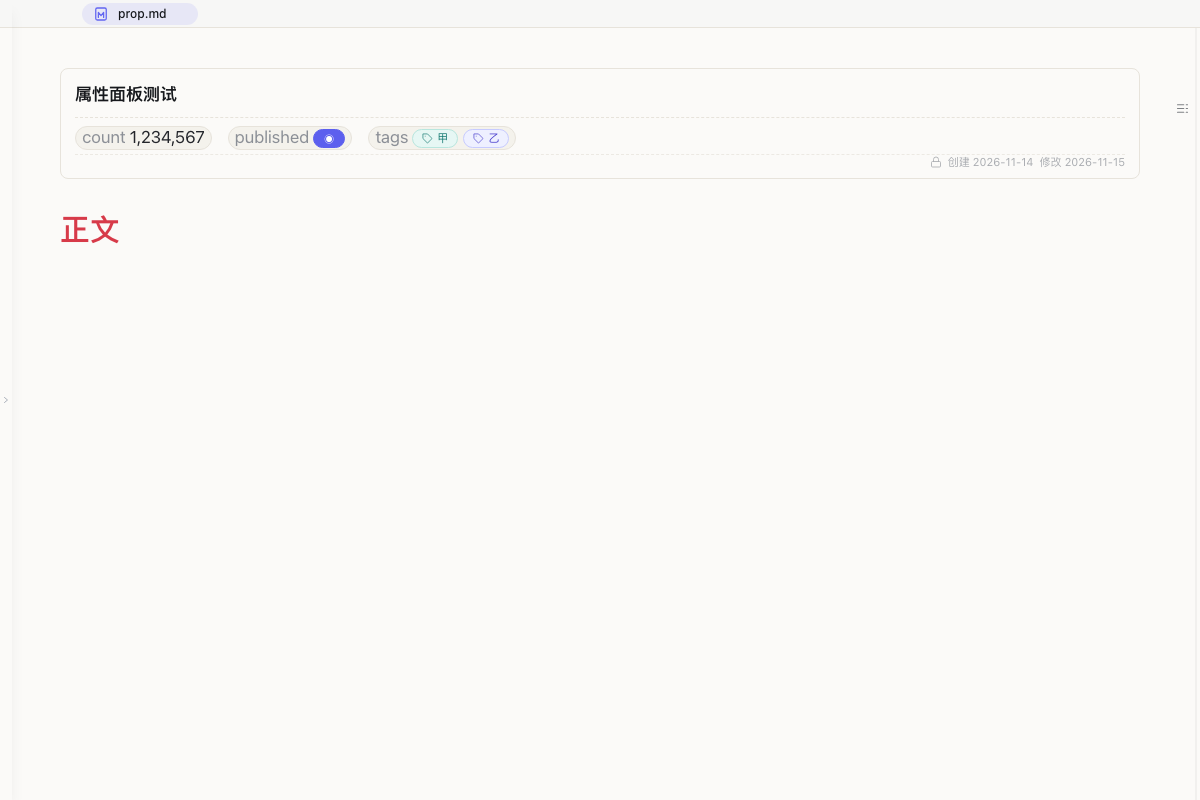 prop.md
属性面板测试
count 1,234,567 published tags 甲 乙
创建 2026-11-14 修改 2026-11-15
正文